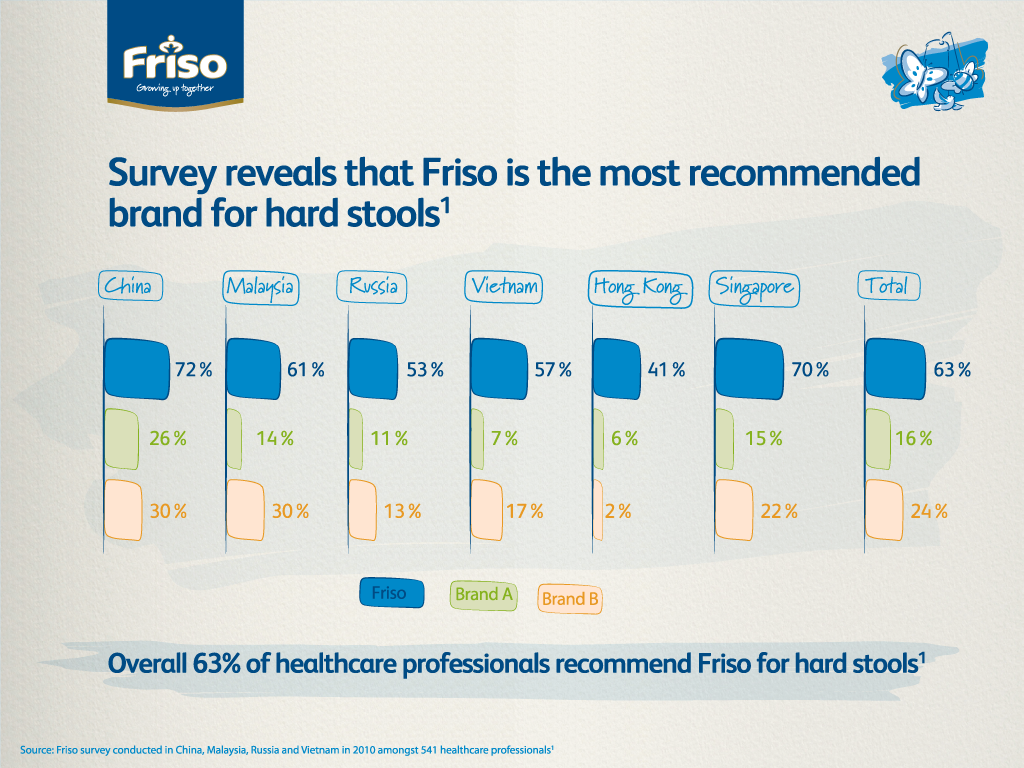 Friso
Growing up together
Survey reveals that Friso is the most recommended
brand for hard stools¹
China
Malaysia
Russia
Vietnam
Hong Kong
Singapore
Total
72 %
61 %
53 %
57 %
41 %
70 %
63 %
26 %
14 %
11 %
7 %
6 %
15 %
16 %
30 %
30 %
13 %
17 %
2 %
22 %
24 %
Friso
Brand A
Brand B
Overall 63% of healthcare professionals recommend Friso for hard stools¹
Source: Friso survey conducted in China, Malaysia, Russia and Vietnam in 2010 amongst 541 healthcare professionals¹